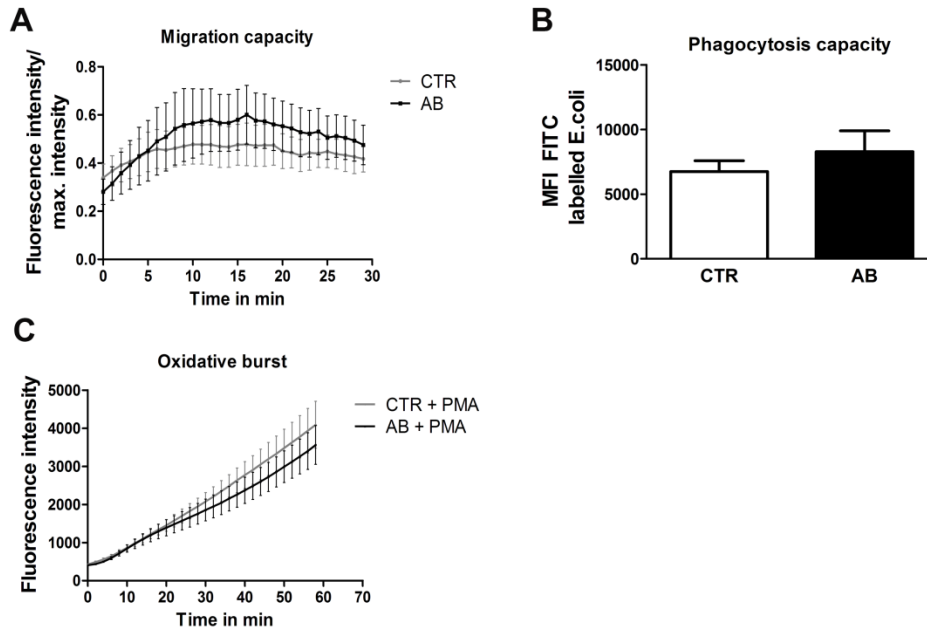 A
Migration capacity
Fluorescence intensity/
max. intensity
0.8
0.6
0.4
0.2
0.0
0 5 10 15 20 25 30
Time in min
CTR
AB
B
Phagocytosis capacity
MFI FITC
labelled E.coli
15000
10000
5000
0
CTR AB
C
Oxidative burst
Fluorescence intensity
5000
4000
3000
2000
1000
0
0 10 20 30 40 50 60 70
Time in min
CTR + PMA
AB + PMA